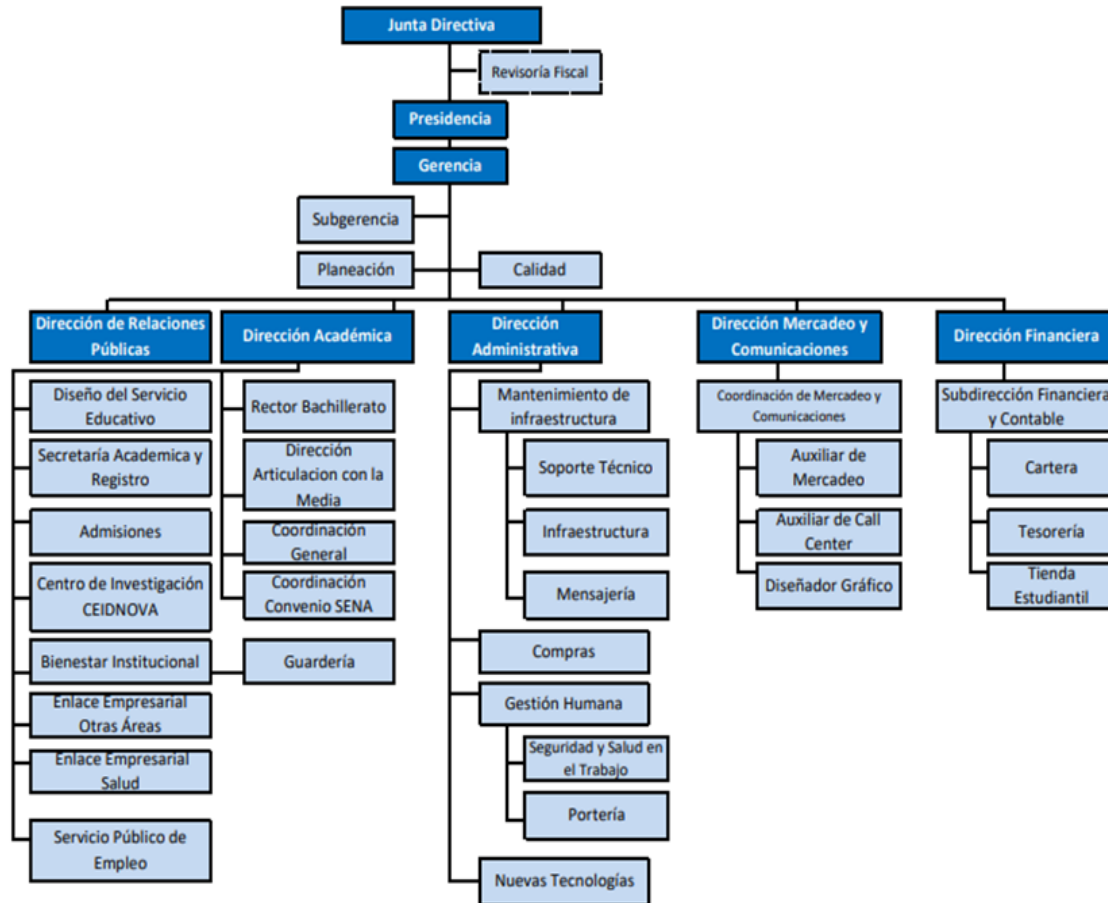 Junta Directiva
Revisoría Fiscal
Presidencia
Gerencia
Subgerencia
Planeación
Calidad
Dirección de Relaciones
Públicas
Dirección Académica
Dirección
Administrativa
Dirección Mercadeo y
Comunicaciones
Dirección Financiera
Diseño del Servicio
Educativo
Secretaría Academica y
Registro
Admisiones
Centro de Investigación
CEIDNOVA
Bienestar Institucional
Enlace Empresarial
Otras Áreas
Enlace Empresarial
Salud
Servicio Público de
Empleo
Rector Bachillerato
Dirección
Articulacion con la
Media
Coordinación
General
Coordinación
Convenio SENA
Guardería
Mantenimiento de
infraestructura
Soporte Técnico
Infraestructura
Mensajería
Compras
Gestión Humana
Seguridad y Salud en
el Trabajo
Portería
Nuevas Tecnologías
Coordinación de Mercadeo y
Comunicaciones
Auxiliar de
Mercadeo
Auxiliar de Call
Center
Diseñador Gráfico
Subdirección Financiera
y Contable
Cartera
Tesorería
Tienda
Estudiantil